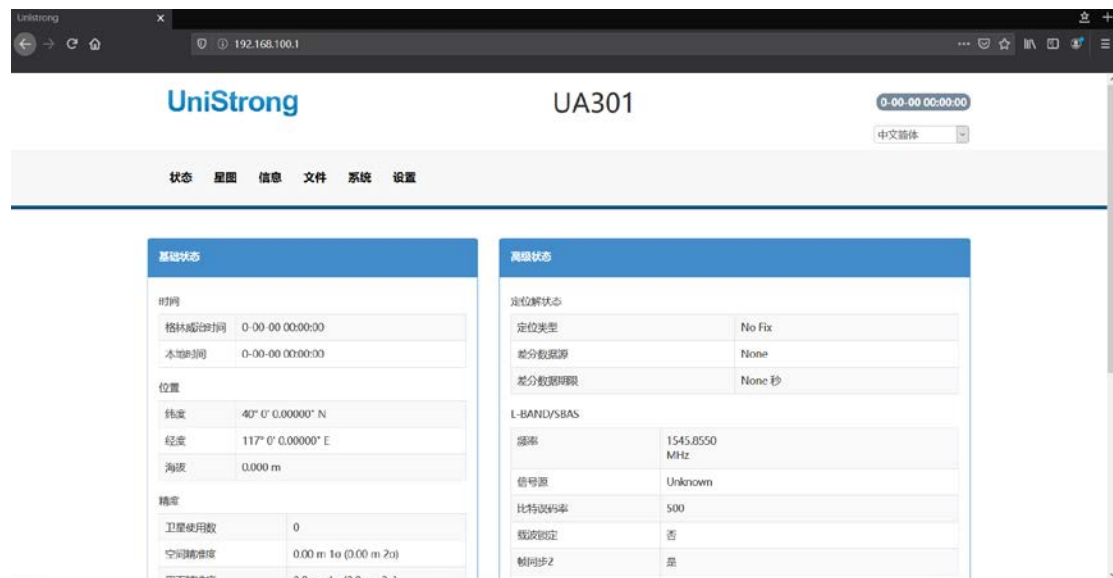 Unistrong
192.168.100.1
UniStrong
UA301
0-00-00 00:00:00
中文简体
状态 星图 信息 文件 系统 设置
基础状态
时间
格林威治时间 0-00-00 00:00:00
本地时间 0-00-00 00:00:00
位置
纬度 40° 0' 0.00000" N
经度 117° 0' 0.00000" E
海拔 0.000 m
精度
卫星使用数 0
空间精准度 0.00 m 1σ (0.00 m 2σ)
高级状态
定位解状态
定位类型 No Fix
差分数据源 None
差分数据期限 None 秒
L-BAND/SBAS
频率 1545.8550
MHz
信号源 Unknown
比特误码率 500
载波锁定 否
帧同步2 是